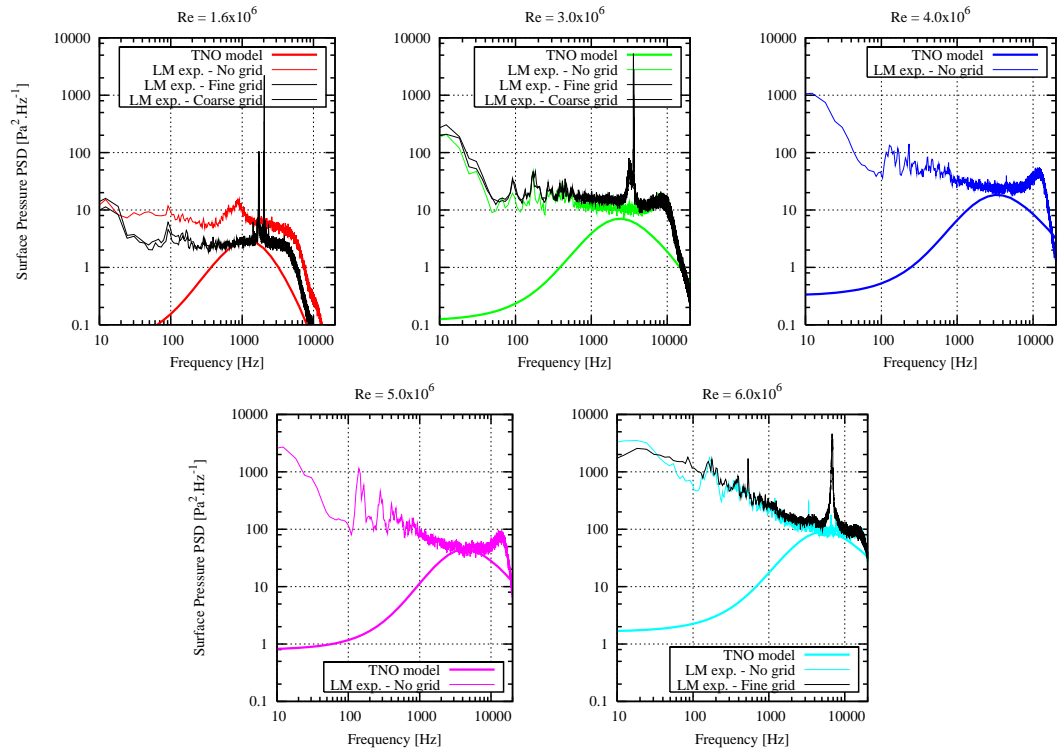 Re = 1.6x10^6
Surface Pressure PSD [Pa^2.Hz^-1]
10000
1000
100
10
1
0.1
TNO model
LM exp. - No grid
LM exp. - Fine grid
LM exp. - Coarse grid
10 100 1000 10000
Frequency [Hz]
Re = 3.0x10^6
10000
1000
100
10
1
0.1
TNO model
LM exp. - No grid
LM exp. - Fine grid
LM exp. - Coarse grid
10 100 1000 10000
Frequency [Hz]
Re = 4.0x10^6
10000
1000
100
10
1
0.1
TNO model
LM exp. - No grid
10 100 1000 10000
Frequency [Hz]
Re = 5.0x10^6
Surface Pressure PSD [Pa^2.Hz^-1]
10000
1000
100
10
1
0.1
TNO model
LM exp. - No grid
10 100 1000 10000
Frequency [Hz]
Re = 6.0x10^6
10000
1000
100
10
1
0.1
TNO model
LM exp. - No grid
LM exp. - Fine grid
10 100 1000 10000
Frequency [Hz]